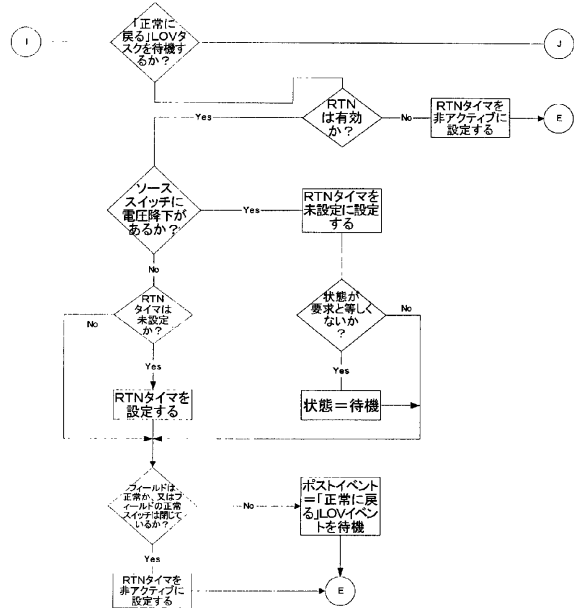 「正常に
戻る」LOVタ
スクを待機す
るか？
I
J
RTN
は有効
か？
Yes
No
RTNタイマを
非アクティブに
設定する
E
ソース
スイッチに
電圧降下が
あるか？
Yes
RTNタイマを
未設定に設定
する
No
RTN
タイマは
未設定
か？
No
状態が
要求と等しく
ないか
？
No
Yes
Yes
RTNタイマを
設定する
状態＝待機
フィールドは
正常か、又はフ
ィールドの正常
スイッチは閉じて
いるか？
No
ポストイベント
＝「正常に戻
る」LOVイベン
トを待機
Yes
RTNタイマを
非アクティブに
設定する
E